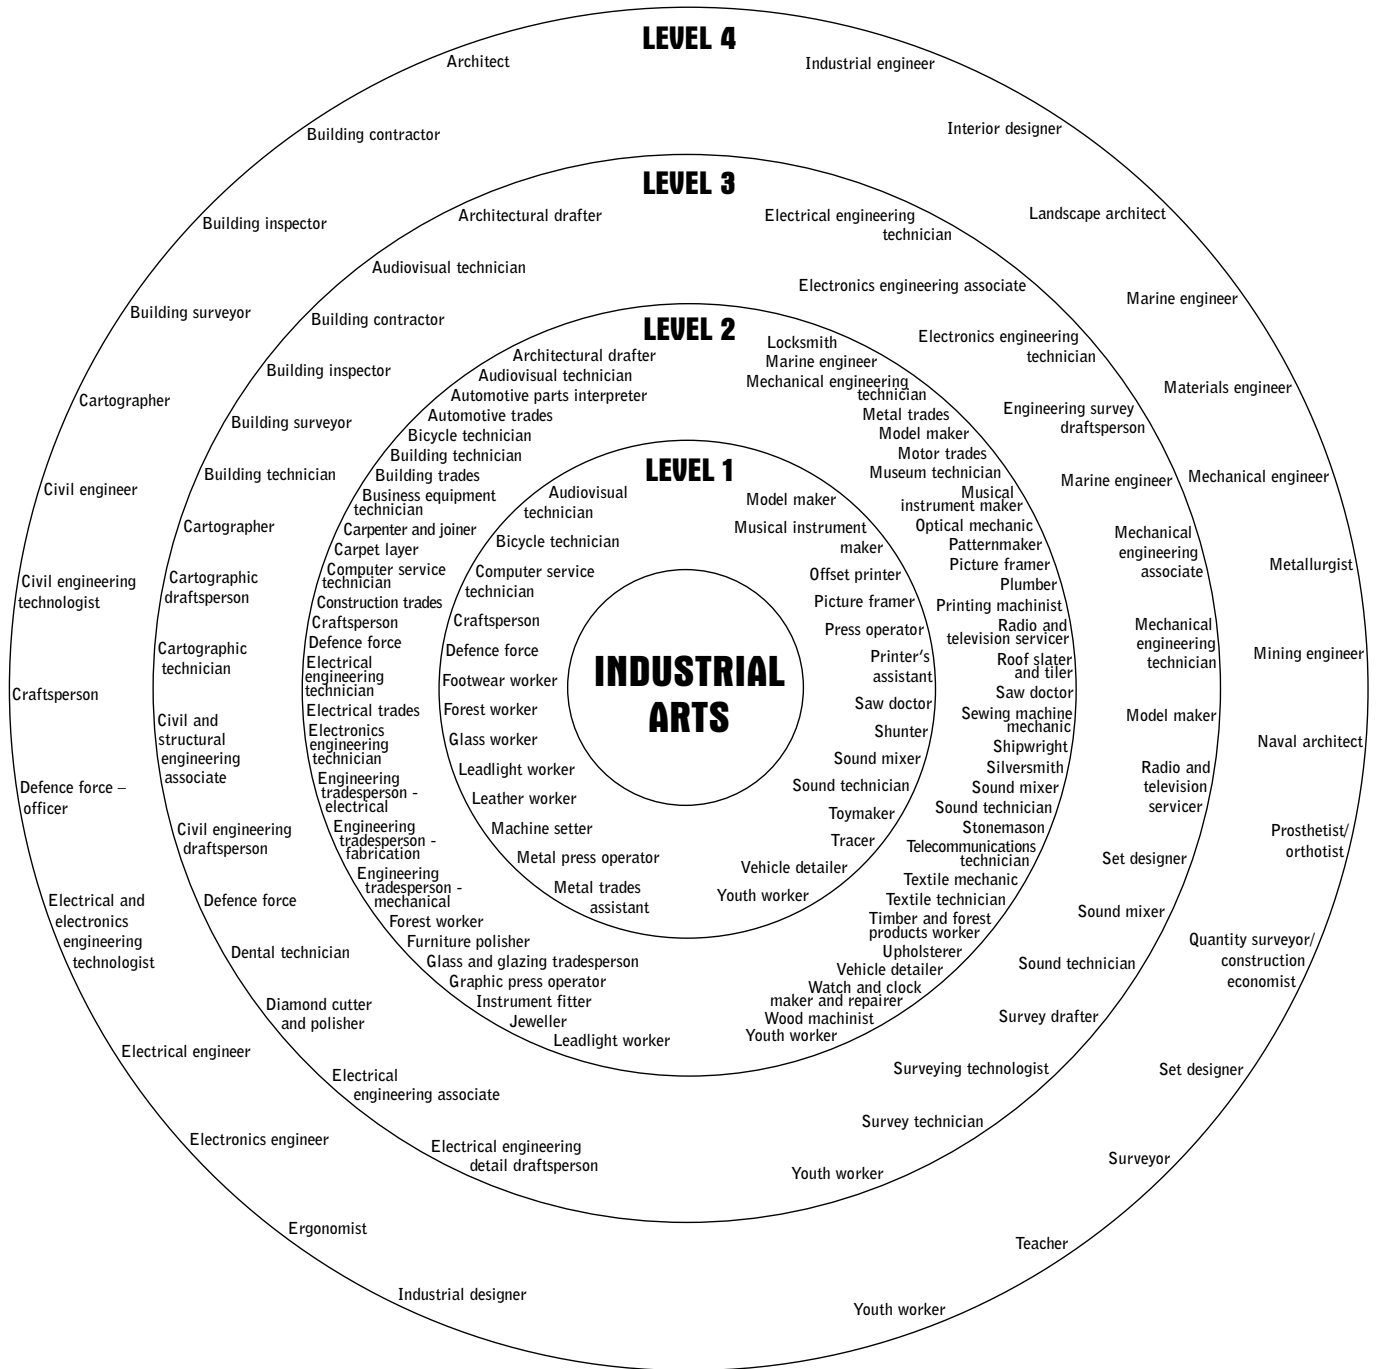 LEVEL 4
Architect
Building contractor
Building inspector
Building surveyor
Cartographer
Civil engineer
Civil engineering
technologist
Craftsperson
Defence force –
officer
Electrical and
electronics
engineering
technologist
Electrical engineer
Electronics engineer
Ergonomist
Industrial designer
Industrial engineer
Interior designer
Landscape architect
Marine engineer
Materials engineer
Mechanical engineer
Metallurgist
Mining engineer
Naval architect
Prosthetist/
orthotist
Quantity surveyor/
construction
economist
Set designer
Surveyor
Teacher
Youth worker
LEVEL 3
Architectural drafter
Audiovisual technician
Building contractor
Building inspector
Building surveyor
Building technician
Cartographer
Cartographic
draftsperson
Cartographic
technician
Civil and
structural
engineering
associate
Civil engineering
draftsperson
Defence force
Dental technician
Diamond cutter
and polisher
Electrical
engineering associate
Electrical engineering
detail draftsperson
Electrical engineering
technician
Electronics engineering associate
Electronics engineering
technician
Engineering survey
draftsperson
Marine engineer
Mechanical
engineering
associate
Mechanical
engineering
technician
Model maker
Radio and
television
servicer
Set designer
Sound mixer
Sound technician
Survey drafter
Surveying technologist
Survey technician
Youth worker
LEVEL 2
Architectural drafter
Audiovisual technician
Automotive parts interpreter
Automotive trades
Bicycle technician
Building technician
Building trades
Business equipment
technician
Carpenter and joiner
Carpet layer
Computer service
technician
Construction trades
Craftsperson
Defence force
Electrical
engineering
technician
Electrical trades
Electronics
engineering
technician
Engineering
tradesperson -
electrical
Engineering
tradesperson -
fabrication
Engineering
tradesperson -
mechanical
Forest worker
Furniture polisher
Glass and glazing tradesperson
Graphic press operator
Instrument fitter
Jeweller
Leadlight worker
Locksmith
Marine engineer
Mechanical engineering
technician
Metal trades
Model maker
Motor trades
Museum technician
Musical
instrument maker
Optical mechanic
Patternmaker
Picture framer
Plumber
Printing machinist
Radio and
television servicer
Roof slater
and tiler
Saw doctor
Sewing machine
mechanic
Shipwright
Silversmith
Sound mixer
Sound technician
Stonemason
Telecommunications
technician
Textile mechanic
Textile technician
Timber and forest
products worker
Upholsterer
Vehicle detailer
Watch and clock
maker and repairer
Wood machinist
Youth worker
LEVEL 1
Audiovisual
technician
Bicycle technician
Computer service
technician
Craftsperson
Defence force
Footwear worker
Forest worker
Glass worker
Leadlight worker
Leather worker
Machine setter
Metal press operator
Metal trades
assistant
Model maker
Musical instrument
maker
Offset printer
Picture framer
Press operator
Printer's
assistant
Saw doctor
Shunter
Sound mixer
Sound technician
Toymaker
Tracer
Vehicle detailer
Youth worker
INDUSTRIAL
ARTS